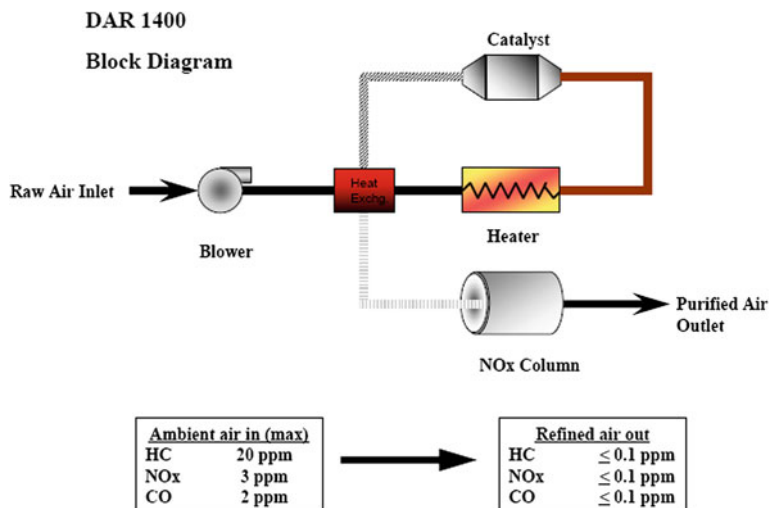 DAR 1400
Block Diagram
Catalyst
Raw Air Inlet
Heat
Exchg.
Blower
Heater
Purified Air
Outlet
NOx Column
Ambient air in (max)
HC 20 ppm
NOx 3 ppm
CO 2 ppm
Refined air out
HC ≤ 0.1 ppm
NOx ≤ 0.1 ppm
CO ≤ 0.1 ppm